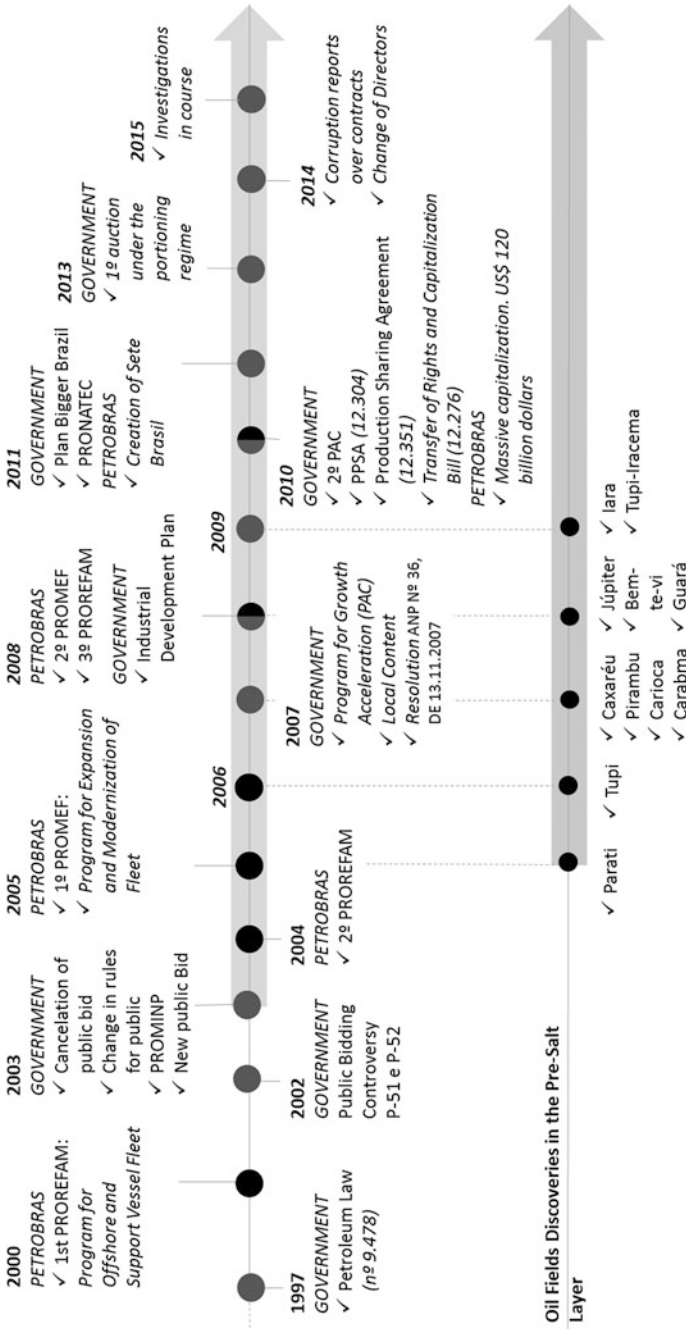 2000
PETROBRAS
✓ 1st PROREFAM:
Program for
Offshore and
Support Vessel Fleet
2003
GOVERNMENT
✓ Cancelation of
public bid
✓ Change in rules
for public
✓ PROMINP
✓ New public Bid
2005
PETROBRAS
✓ 1º PROMEF:
✓ Program for Expansion
and Modernization of
Fleet
2008
PETROBRAS
✓ 2º PROMEF
✓ 3º PROREFAM
GOVERNMENT
✓ Industrial
Development Plan
2011
GOVERNMENT
✓ Plan Bigger Brazil
✓ PRONATEC
PETROBRAS
✓ Creation of Sete
Brasil
2013
GOVERNMENT
✓ 1º auction
under the
portioning
regime
2015
✓ Investigations
in course
2006
2009
1997
GOVERNMENT
✓ Petroleum Law
(nº 9.478)
2002
GOVERNMENT
Public Bidding
Controversy
P-51 e P-52
2004
PETROBRAS
✓ 2º PROREFAM
2007
GOVERNMENT
✓ Program for Growth
Acceleration (PAC)
✓ Local Content
✓ Resolution ANP Nº 36,
DE 13.11.2007
2010
GOVERNMENT
✓ 2º PAC
✓ PPSA (12.304)
✓ Production Sharing Agreement
(12.351)
✓ Transfer of Rights and Capitalization
Bill (12.276)
PETROBRAS
✓ Massive capitalization. US$ 120
billion dollars
2014
✓ Corruption reports
over contracts
✓ Change of Directors
Oil Fields Discoveries in the Pre-Salt
Layer
✓ Parati
✓ Tupi
✓ Caxaréu
✓ Pirambu
✓ Carioca
✓ Carabma
✓ Júpiter
✓ Bem-
te-vi
✓ Guará
✓ Iara
✓ Tupi-Iracema